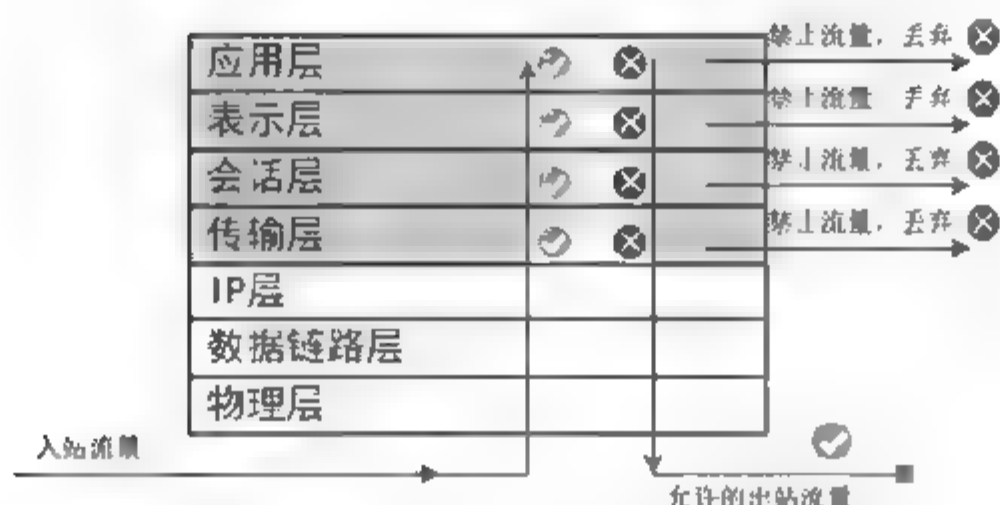 禁止流量，丢弃
应用层
禁止流量 丢弃
表示层
禁止流量，丢弃
会话层
禁止流量，丢弃
传输层
IP层
数据链路层
物理层
入站流量
允许的出站流量